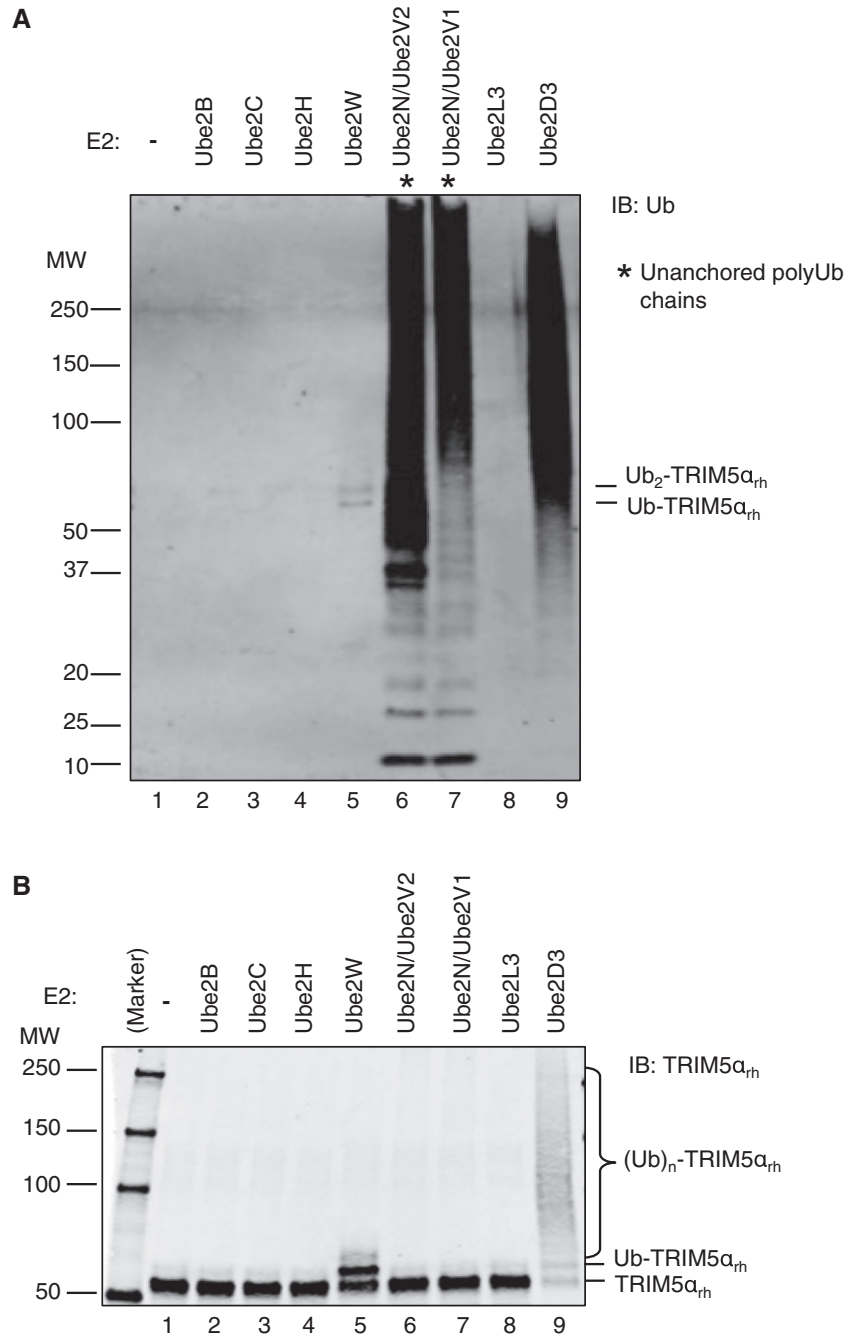 A
E2:
-
Ube2B
Ube2C
Ube2H
Ube2W
Ube2N/Ube2V2
Ube2N/Ube2V1
Ube2L3
Ube2D3
* *
IB: Ub
MW
* Unanchored polyUb
chains
250
150
100
Ub₂-TRIM5αrh
Ub-TRIM5αrh
50
37
20
25
10
1 2 3 4 5 6 7 8 9
B
E2:
(Marker)
-
Ube2B
Ube2C
Ube2H
Ube2W
Ube2N/Ube2V2
Ube2N/Ube2V1
Ube2L3
Ube2D3
MW
250
IB: TRIM5αrh
150
(Ub)n-TRIM5αrh
100
Ub-TRIM5αrh
TRIM5αrh
50
1 2 3 4 5 6 7 8 9